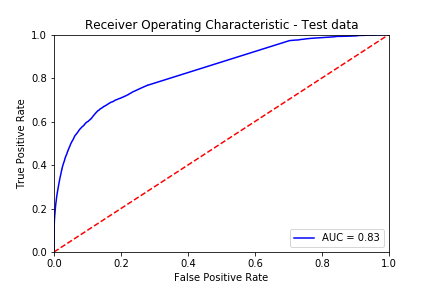 Receiver Operating Characteristic - Test data
1.0
0.8
0.6
0.4
0.2
0.0
True Positive Rate
AUC = 0.83
0.0 0.2 0.4 0.6 0.8 1.0
False Positive Rate